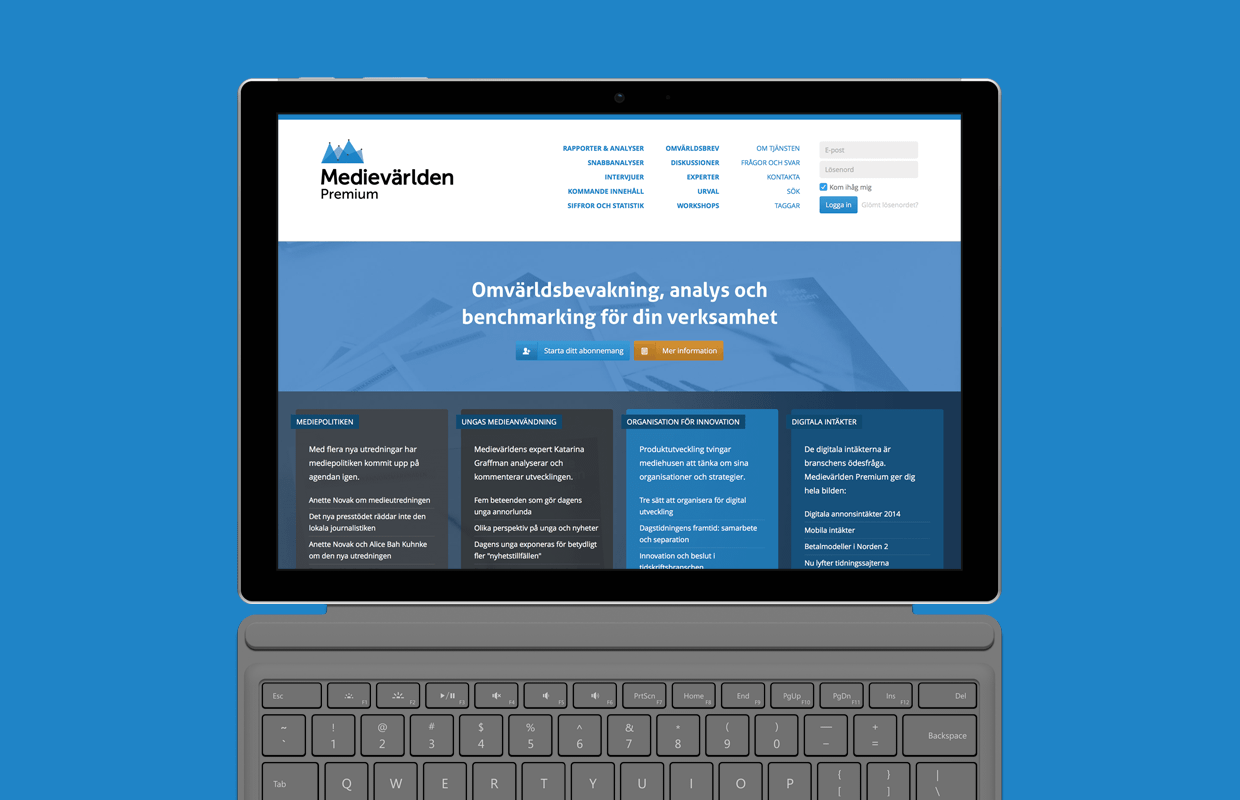 Medievärlden
Premium
RAPPORTER & ANALYSER
SNABBANALYSER
INTERVJUER
KOMMANDE INNEHÅLL
SIFFROR OCH STATISTIK
OMVÄRLDSBREV
DISKUSSIONER
EXPERTER
URVAL
WORKSHOPS
OM TJÄNSTEN
FRÅGOR OCH SVAR
KONTAKTA
SÖK
TAGGAR
E-post
Lösenord
Kom ihåg mig
Logga in Glömt lösenordet?
Omvärldsbevakning, analys och
benchmarking för din verksamhet
Starta ditt abonnemang
Mer information
MEDIEPOLITIKEN
Med flera nya utredningar har
mediepolitiken kommit upp på
agendan igen.
Anette Novak om medieutredningen
Det nya presstödet räddar inte den
lokala journalistiken
Anette Novak och Alice Bah Kuhnke
om den nya utredningen
UNGAS MEDIEANVÄNDNING
Medievärldens expert Katarina
Graffman analyserar och
kommenterar utvecklingen.
Fem beteenden som gör dagens
unga annorlunda
Olika perspektiv på unga och nyheter
Dagens unga exponeras för betydligt
fler "nyhetstillfällen"
ORGANISATION FÖR INNOVATION
Produktutveckling tvingar
mediehusen att tänka om sina
organisationer och strategier.
Tre sätt att organisera för digital
utveckling
Dagstidningens framtid: samarbete
och separation
Innovation och beslut i
tidskriftsbranschen
DIGITALA INTÄKTER
De digitala intäkterna är
branschens ödesfråga.
Medievärlden Premium ger dig
hela bilden:
Digitala annonsintäkter 2014
Mobila intäkter
Betalmodeller i Norden 2
Nu lyfter tidningssajterna
Esc F1 F2 F3 F4 F5 F6 PrtScn F7 Home F8 End F9 PgUp F10 PgDn F11 Ins F12 Del
~ ! @ # $ % ^ & * ( ) — +
` 1 2 3 4 5 6 7 8 9 0 – = Backspace
Tab Q W E R T Y U I O P { } |
[ ] \